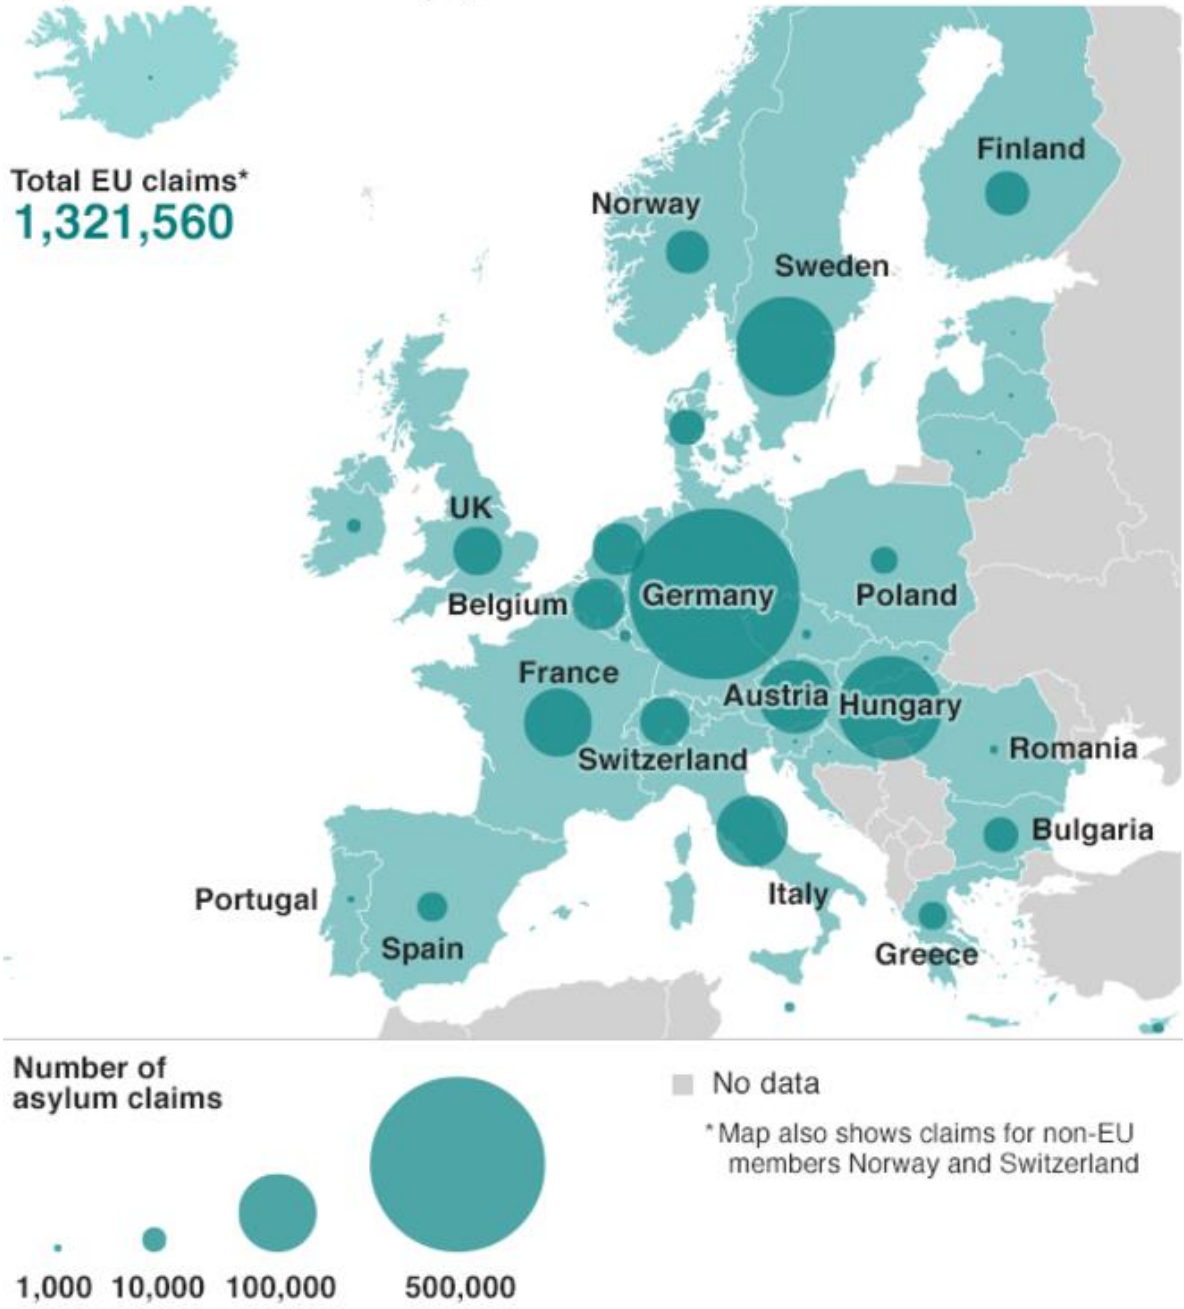 Total EU claims*
1,321,560
Finland
Norway
Sweden
UK
Belgium
Germany
Poland
France
Austria
Hungary
Switzerland
Romania
Bulgaria
Portugal
Italy
Spain
Greece
Number of
asylum claims
1,000
10,000
100,000
500,000
No data
*Map also shows claims for non-EU
members Norway and Switzerland